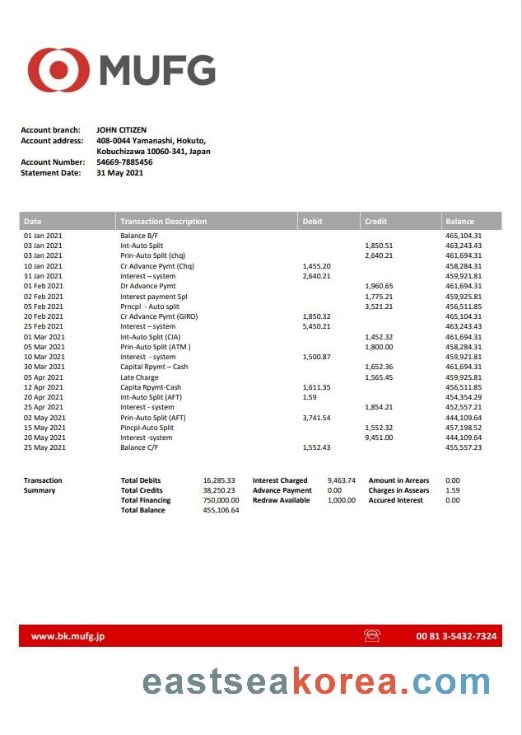 MUFG
Account branch: JOHN CITIZEN
Account address: 408-0044 Yamanashi, Hokuto,
Kobuchizawa 10060-341, Japan
Account Number: 54669-7885456
Statement Date: 31 May 2021
Date Transaction Description Debit Credit Balance
01 Jan 2021 Balance B/F 465,104.31
03 Jan 2021 Int-Auto Split 1,850.51 463,243.43
03 Jan 2021 Prin-Auto Split (chq) 2,640.21 461,694.31
10 Jan 2021 Cr Advance Pymt (Chq) 1,455.20 458,284.31
31 Jan 2021 Interest – system 2,640.21 459,921.81
01 Feb 2021 Dr Advance Pymt 1,960.65 461,694.31
02 Feb 2021 Interest payment Spl 1,775.21 459,925.81
05 Feb 2021 Prncpl - Auto split 3,521.21 456,511.85
20 Feb 2021 Cr Advance Pymt (GIRO) 1,850.32 465,104.31
25 Feb 2021 Interest – system 5,450.21 463,243.43
01 Mar 2021 Int-Auto Split (CIA) 1,452.32 461,694.31
05 Mar 2021 Prin-Auto Split (ATM ) 1,800.00 458,284.31
10 Mar 2021 Interest - system 1,500.87 459,921.81
30 Mar 2021 Capital Rpymt – Cash 1,652.36 461,694.31
05 Apr 2021 Late Charge 1,565.45 459,925.81
12 Apr 2021 Capita Rpymt-Cash 1,611.35 456,511.85
20 Apr 2021 Int-Auto Split (AFT) 1.59 454,354.29
25 Apr 2021 Interest - system 1,854.21 452,557.21
02 May 2021 Prin-Auto Split (AFT) 3,741.54 444,109.64
15 May 2021 Pincpl-Auto Split 1,552.32 457,198.52
20 May 2021 Interest -system 9,451.00 444,109.64
25 May 2021 Balance C/F 1,552.43 455,557.23
Transaction Total Debits 16,285.33 Interest Charged 9,463.74 Amount in Arrears 0.00
Summary Total Credits 38,250.23 Advance Payment 0.00 Charges in Assears 1.59
Total Financing 750,000.00 Redraw Available 1,000.00 Accured Interest 0.00
Total Balance 455,106.64
www.bk.mufg.jp 00 81 3-5432-7324
eastseakorea.com